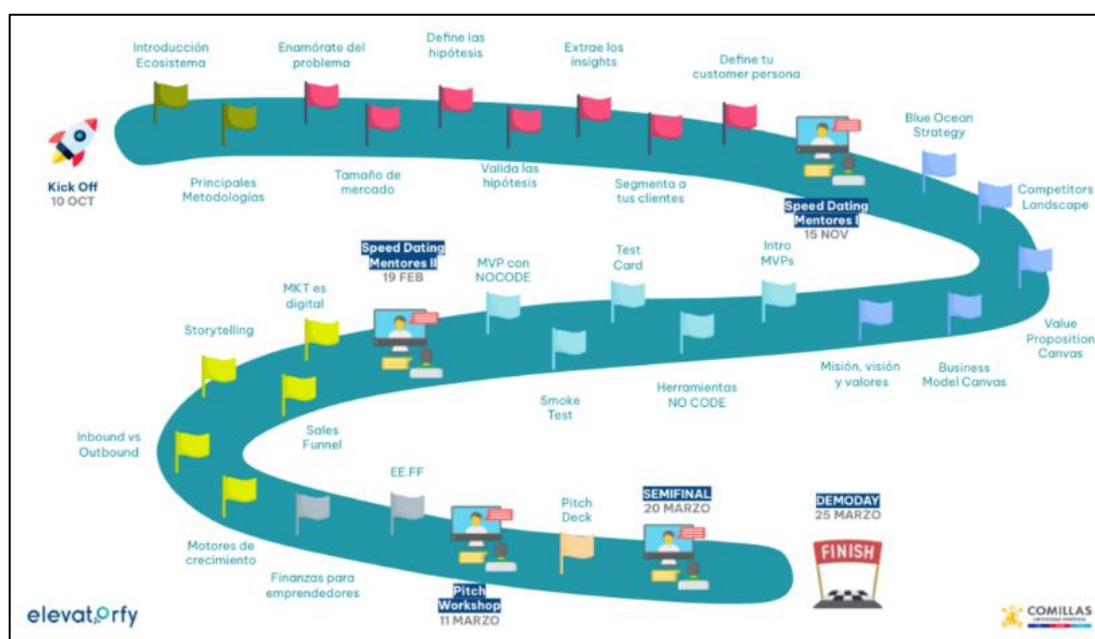 Kick Off
10 OCT
Introducción
Ecosistema
Principales
Metodologías
Enamórate del
problema
Tamaño de
mercado
Define las
hipótesis
Valida las
hipótesis
Extrae los
insights
Segmenta a
tus clientes
Define tu
customer persona
Speed Dating
Mentores I
15 NOV
Blue Ocean
Strategy
Competitors
Landscape
Value
Proposition
Canvas
Business
Model Canvas
Misión, visión
y valores
Intro
MVPs
Herramientas
NO CODE
Test
Card
Smoke
Test
MVP con
NOCODE
Speed Dating
Mentores II
19 FEB
MKT es
digital
Sales
Funnel
Storytelling
Inbound vs
Outbound
Motores de
crecimiento
Finanzas para
emprendedores
EE.FF
Pitch
Workshop
11 MARZO
Pitch
Deck
SEMIFINAL
20 MARZO
DEMODAY
25 MARZO
FINISH
elevatorfy
COMILLAS